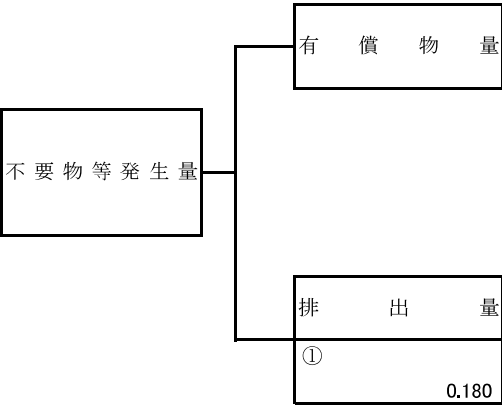 有償物量
不要物等発生量
排出量
①
0.180